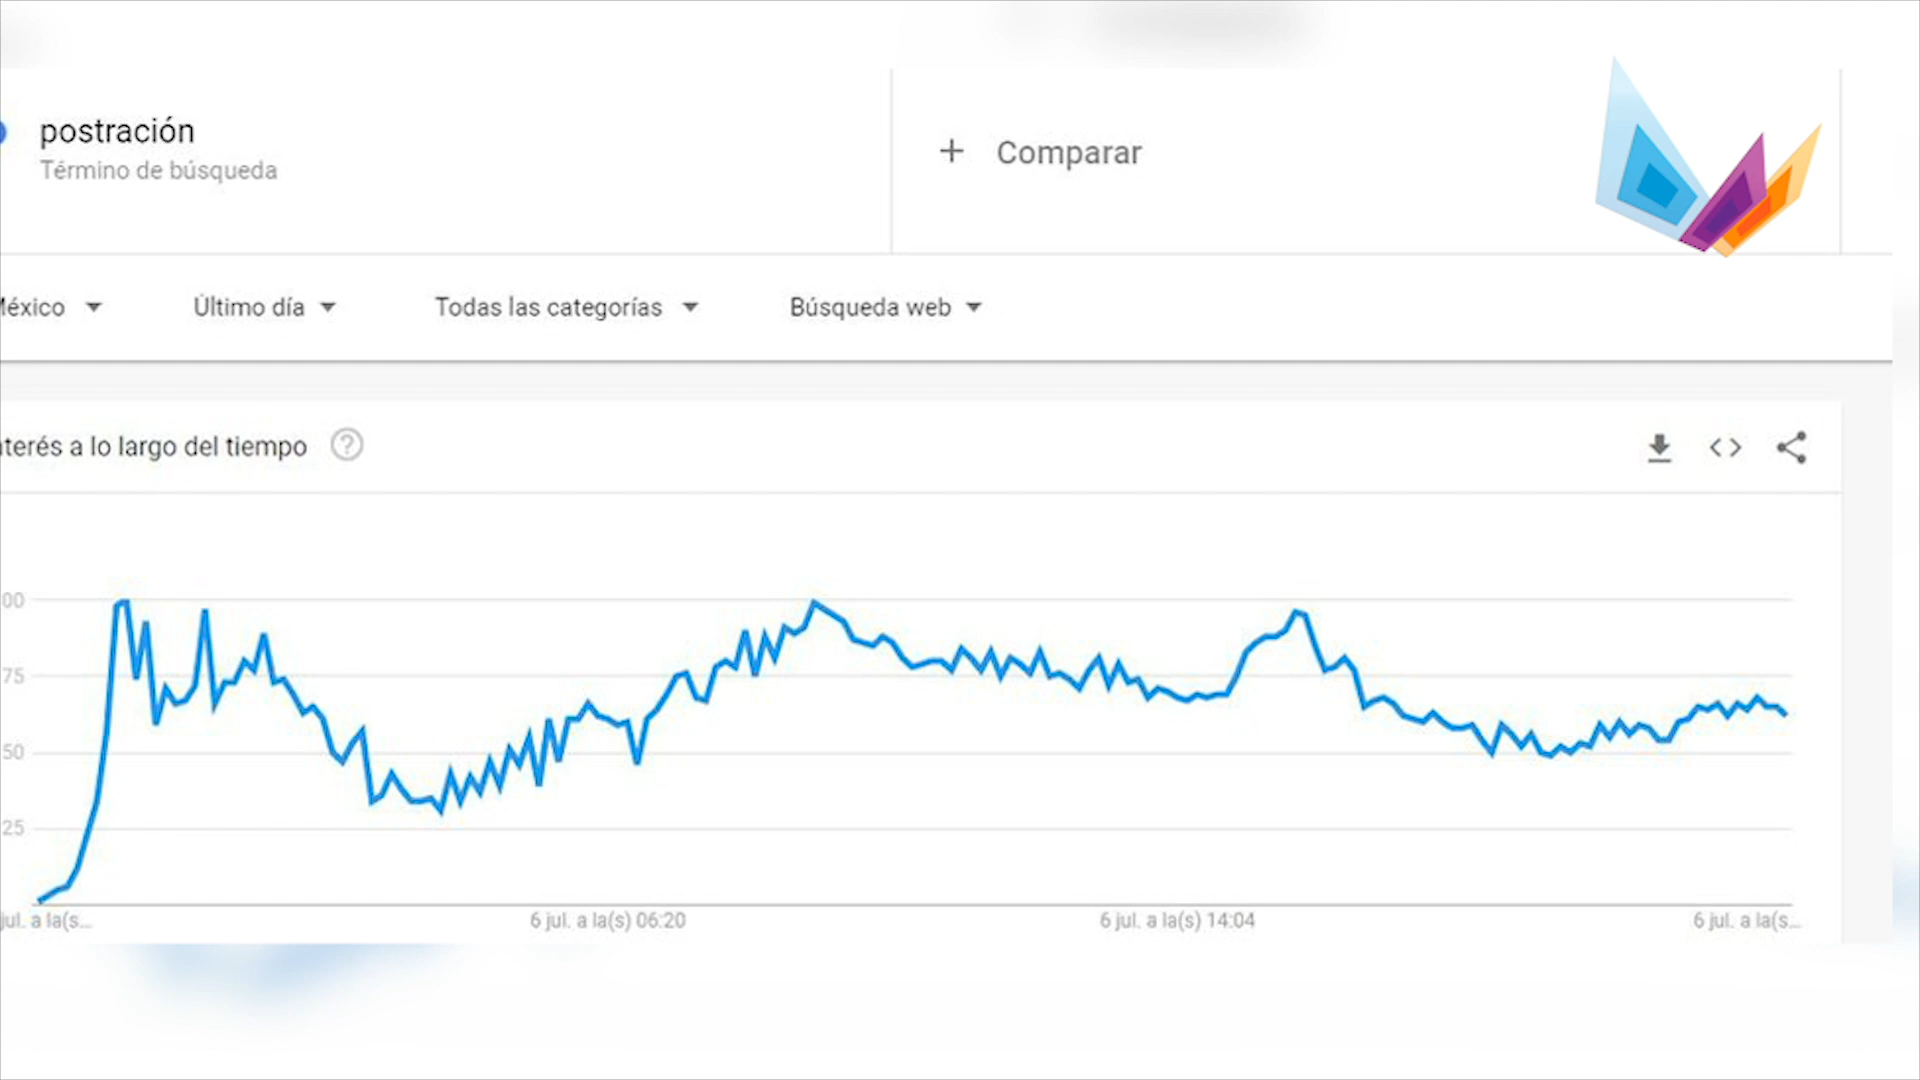 postración
Término de búsqueda
+ Comparar
México
Último día
Todas las categorías
Búsqueda web
nterés a lo largo del tiempo
00
75
50
25
jul. a la(s...
6 jul. a la(s) 06:20
6 jul. a la(s) 14:04
6 jul. a la(s...